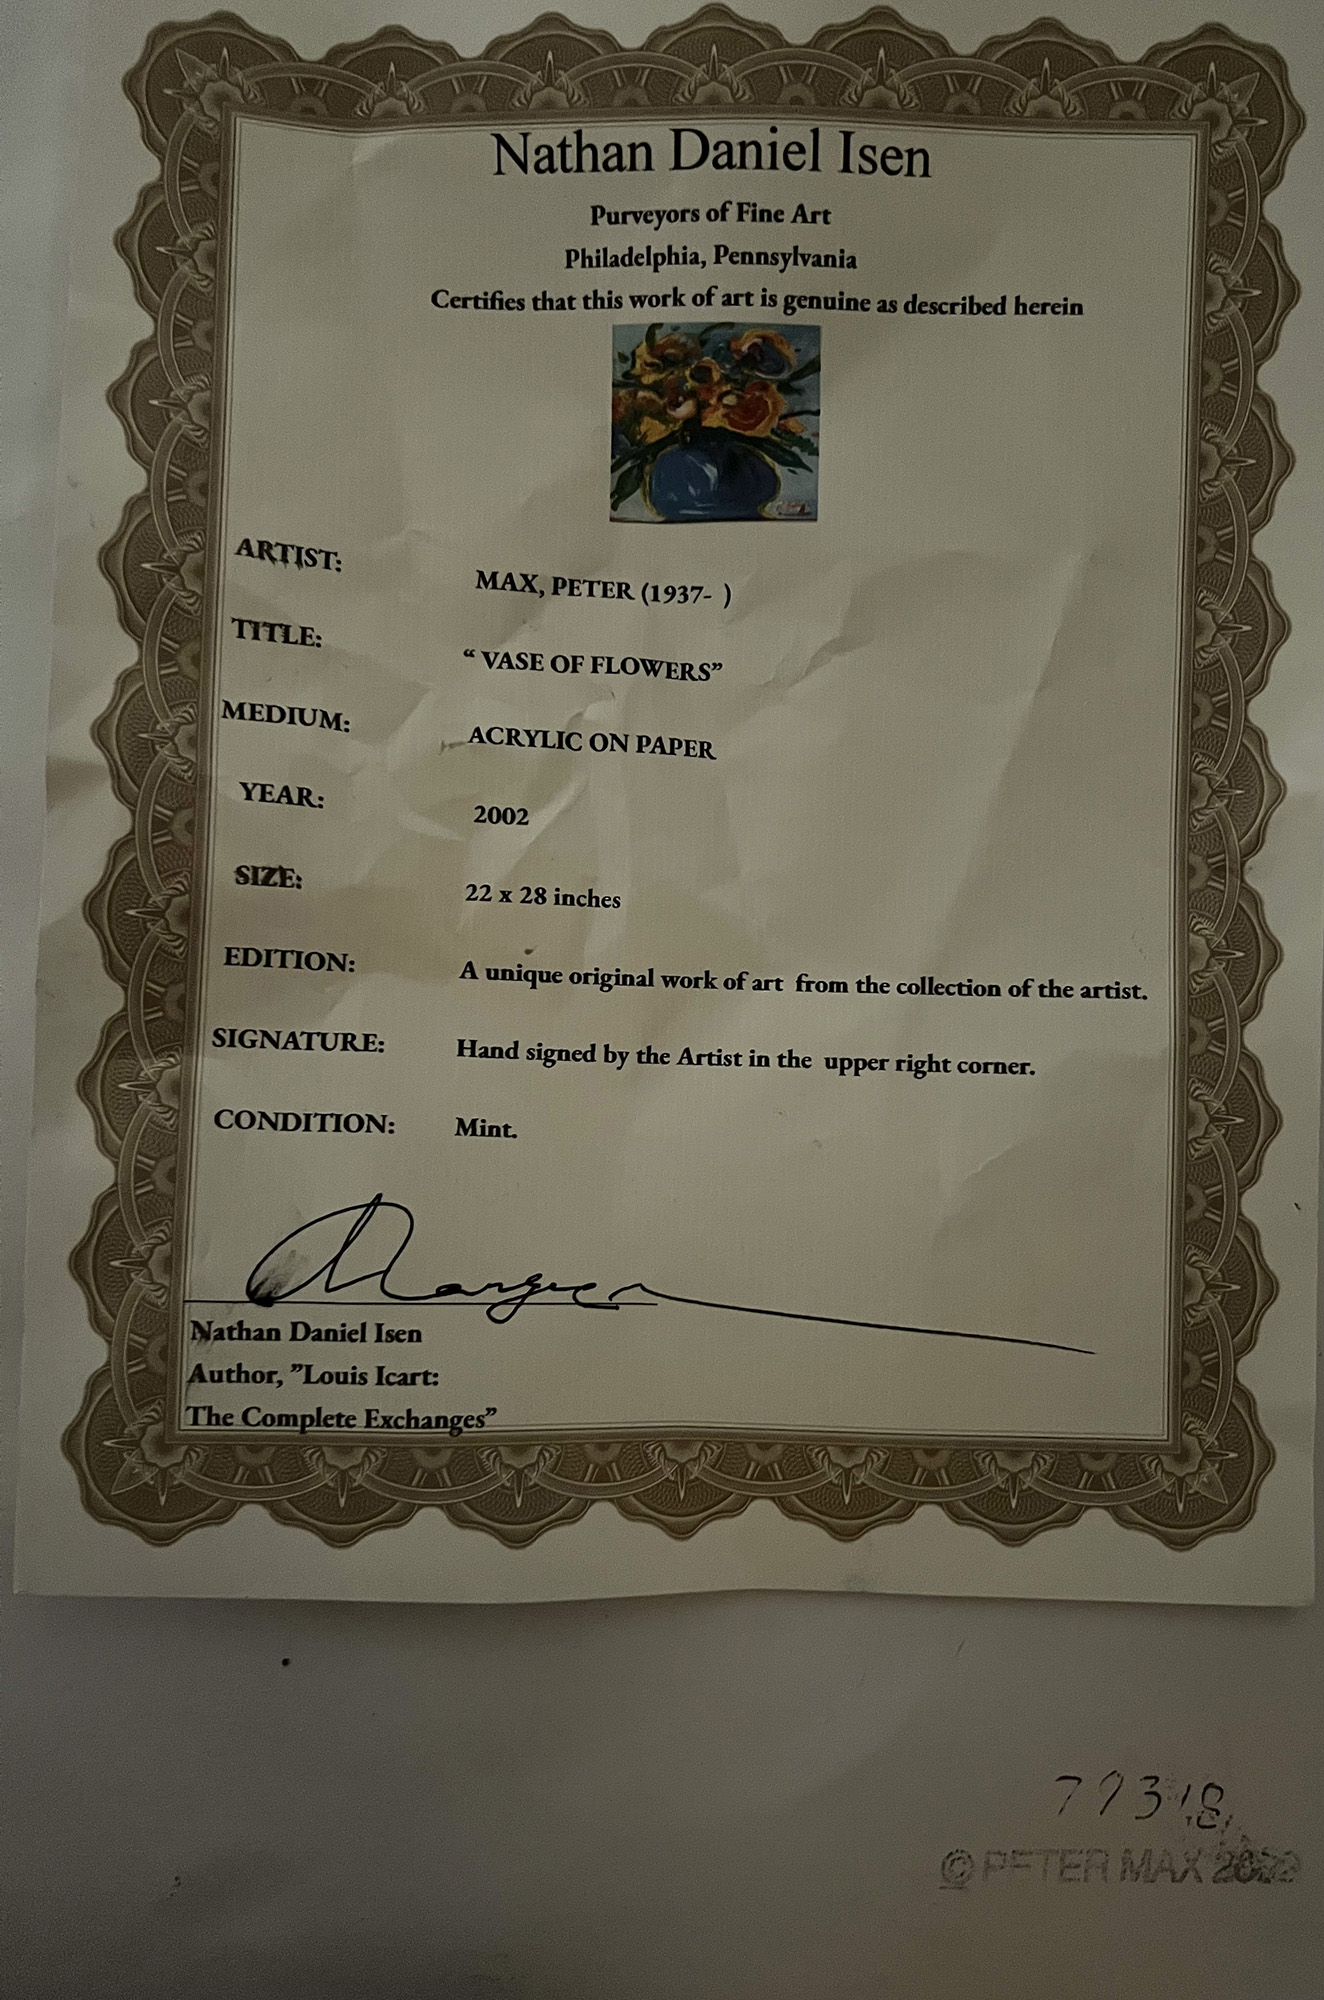 Nathan Daniel Isen
Purveyors of Fine Art
Philadelphia, Pennsylvania
Certifies that this work of art is genuine as described herein
ARTIST: MAX, PETER (1937- )
TITLE: “ VASE OF FLOWERS”
MEDIUM: ACRYLIC ON PAPER
YEAR: 2002
SIZE: 22 x 28 inches
EDITION: A unique original work of art from the collection of the artist.
SIGNATURE: Hand signed by the Artist in the upper right corner.
CONDITION: Mint.
Nathan Daniel Isen
Author, ”Louis Icart:
The Complete Exchanges”
© PETER MAX